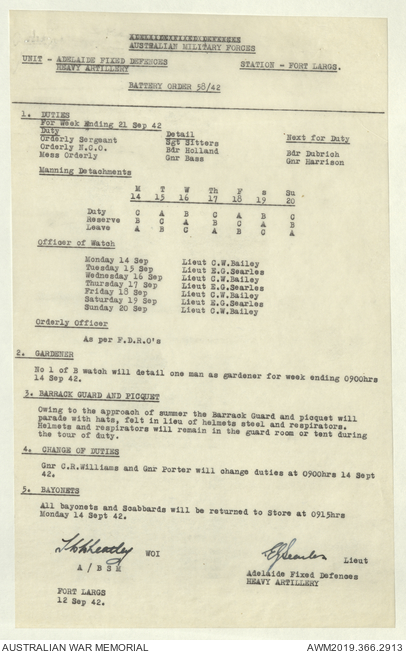 AUSTRALIAN MILITARY FORCES
UNIT - ADELAIDE FIXED DEFENCES
HEAVY ARTILLERY
STATION - FORT LARGS.
BATTERY ORDER 38/42
1. DUTIES
For Week Ending 21 Sep 42
Duty Detail Next for Duty
Orderly Sergeant Sgt Sitters
Orderly N.C.O. Bdr Holland Bdr Dubrich
Mess Orderly Gnr Bass Gnr Harrison
Manning Detachments
M T W Th F S Su
14 15 16 17 18 19 20
Duty C A B C A B C
Reserve B C A B C A B
Leave A B C A B C A
Officer of Watch
Monday 14 Sep Lieut C.W.Bailey
Tuesday 15 Sep Lieut E.G.Searles
Wednesday 16 Sep Lieut C.W.Bailey
Thursday 17 Sep Lieut E.G.Searles
Friday 18 Sep Lieut C.W.Bailey
Saturday 19 Sep Lieut E.G.Searles
Sunday 20 Sep Lieut C.W.Bailey
Orderly Officer
As per F.D.RO's
2. GARDENER
No 1 of B watch will detail one man as gardener for week ending 0900hrs
14 Sep 42.
3. BARRACK GUARD AND PICQUET
Owing to the approach of summer the Barrack Guard and picquet will
parade with hats, felt in lieu of helmets steel and respirators.
Helmets and respirators will remain in the guard room or tent during
the tour of duty.
4. CHANGE OF DUTIES
Gnr C.R.Williams and Gnr Porter will change duties at 0900hrs 14 Sept
42.
5. BAYONETS
All bayonets and Scabbards will be returned to Store at 0915hrs
Monday 14 Sept 42.
WOI
A/BSM
EGSearles Lieut
Adelaide Fixed Defences
HEAVY ARTILLERY
FORT LARGS
12 Sep 42.
AUSTRALIAN WAR MEMORIAL
AWM2019.366.2913